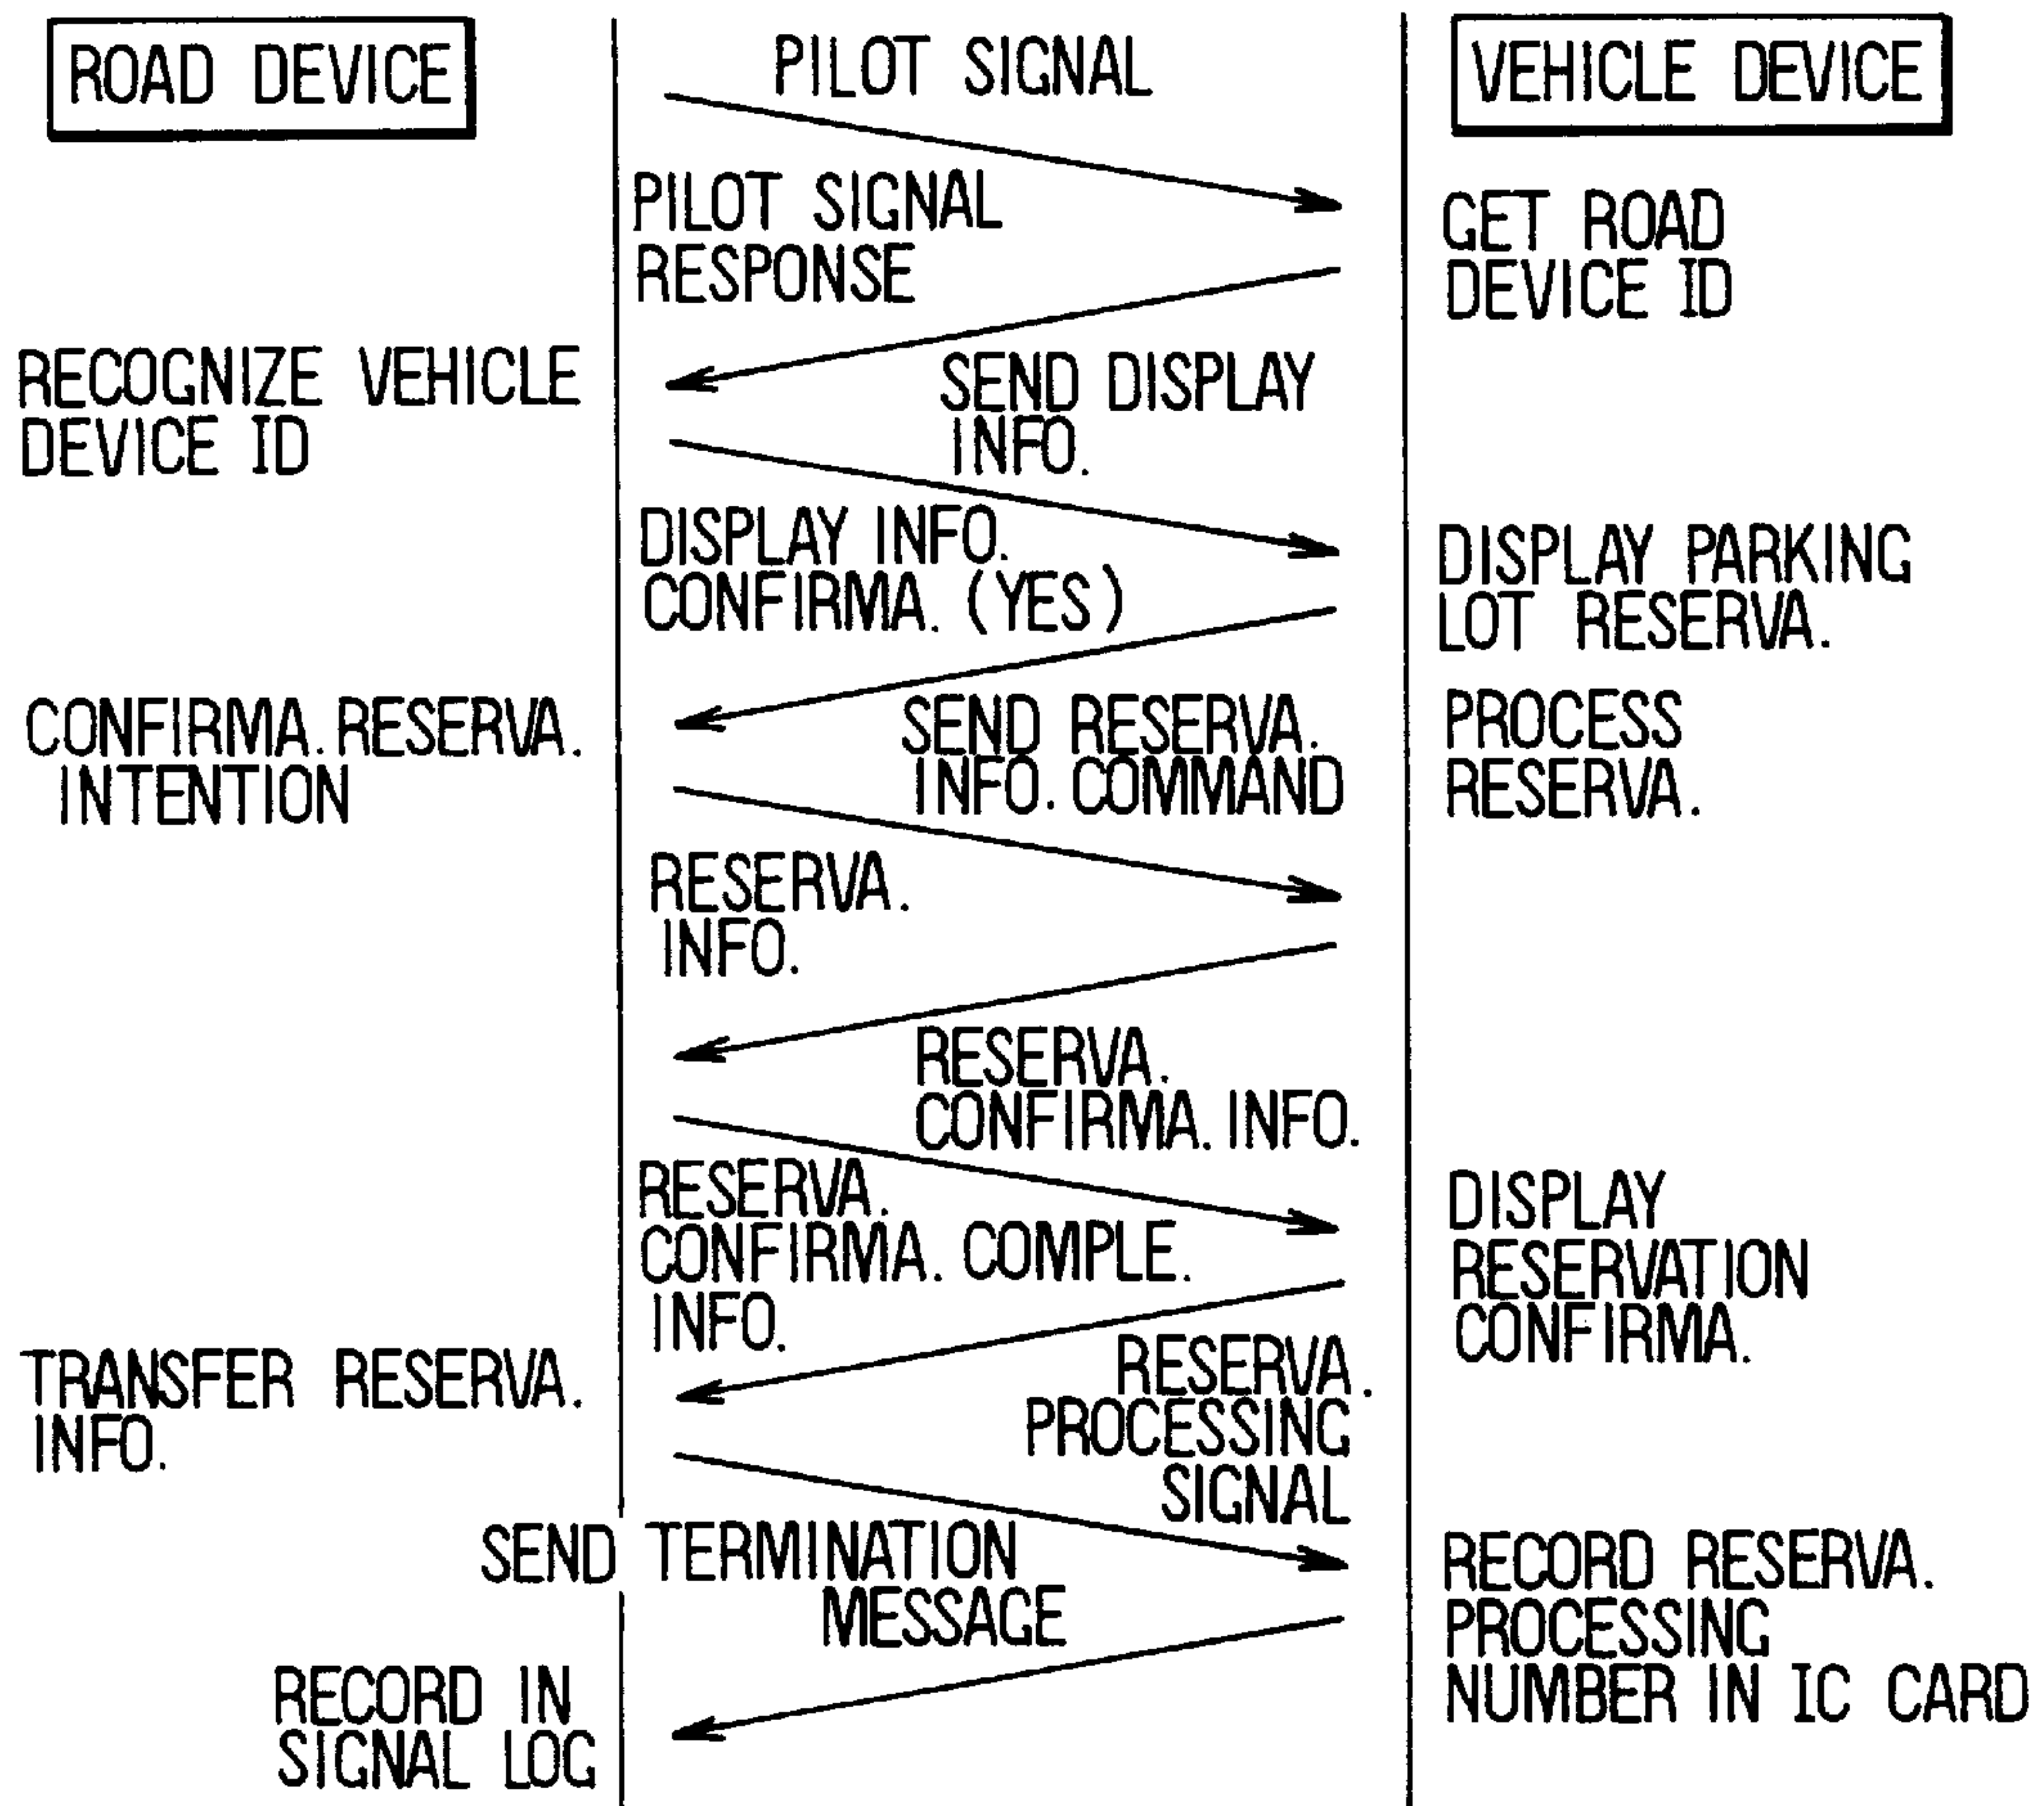 ROAD DEVICE
PILOT SIGNAL
VEHICLE DEVICE
PILOT SIGNAL
RESPONSE
GET ROAD
DEVICE ID
RECOGNIZE VEHICLE
DEVICE ID
SEND DISPLAY
INFO.
DISPLAY INFO.
CONFIRMA. (YES)
DISPLAY PARKING
LOT RESERVA.
CONFIRMA. RESERVA.
INTENTION
SEND RESERVA.
INFO. COMMAND
PROCESS
RESERVA.
RESERVA.
INFO.
RESERVA.
CONFIRMA. INFO.
RESERVA.
CONFIRMA. COMPLE.
INFO.
DISPLAY
RESERVATION
CONFIRMA.
TRANSFER RESERVA.
INFO.
RESERVA.
PROCESSING
SIGNAL
SEND TERMINATION
MESSAGE
RECORD RESERVA.
PROCESSING
NUMBER IN IC CARD
RECORD IN
SIGNAL LOG